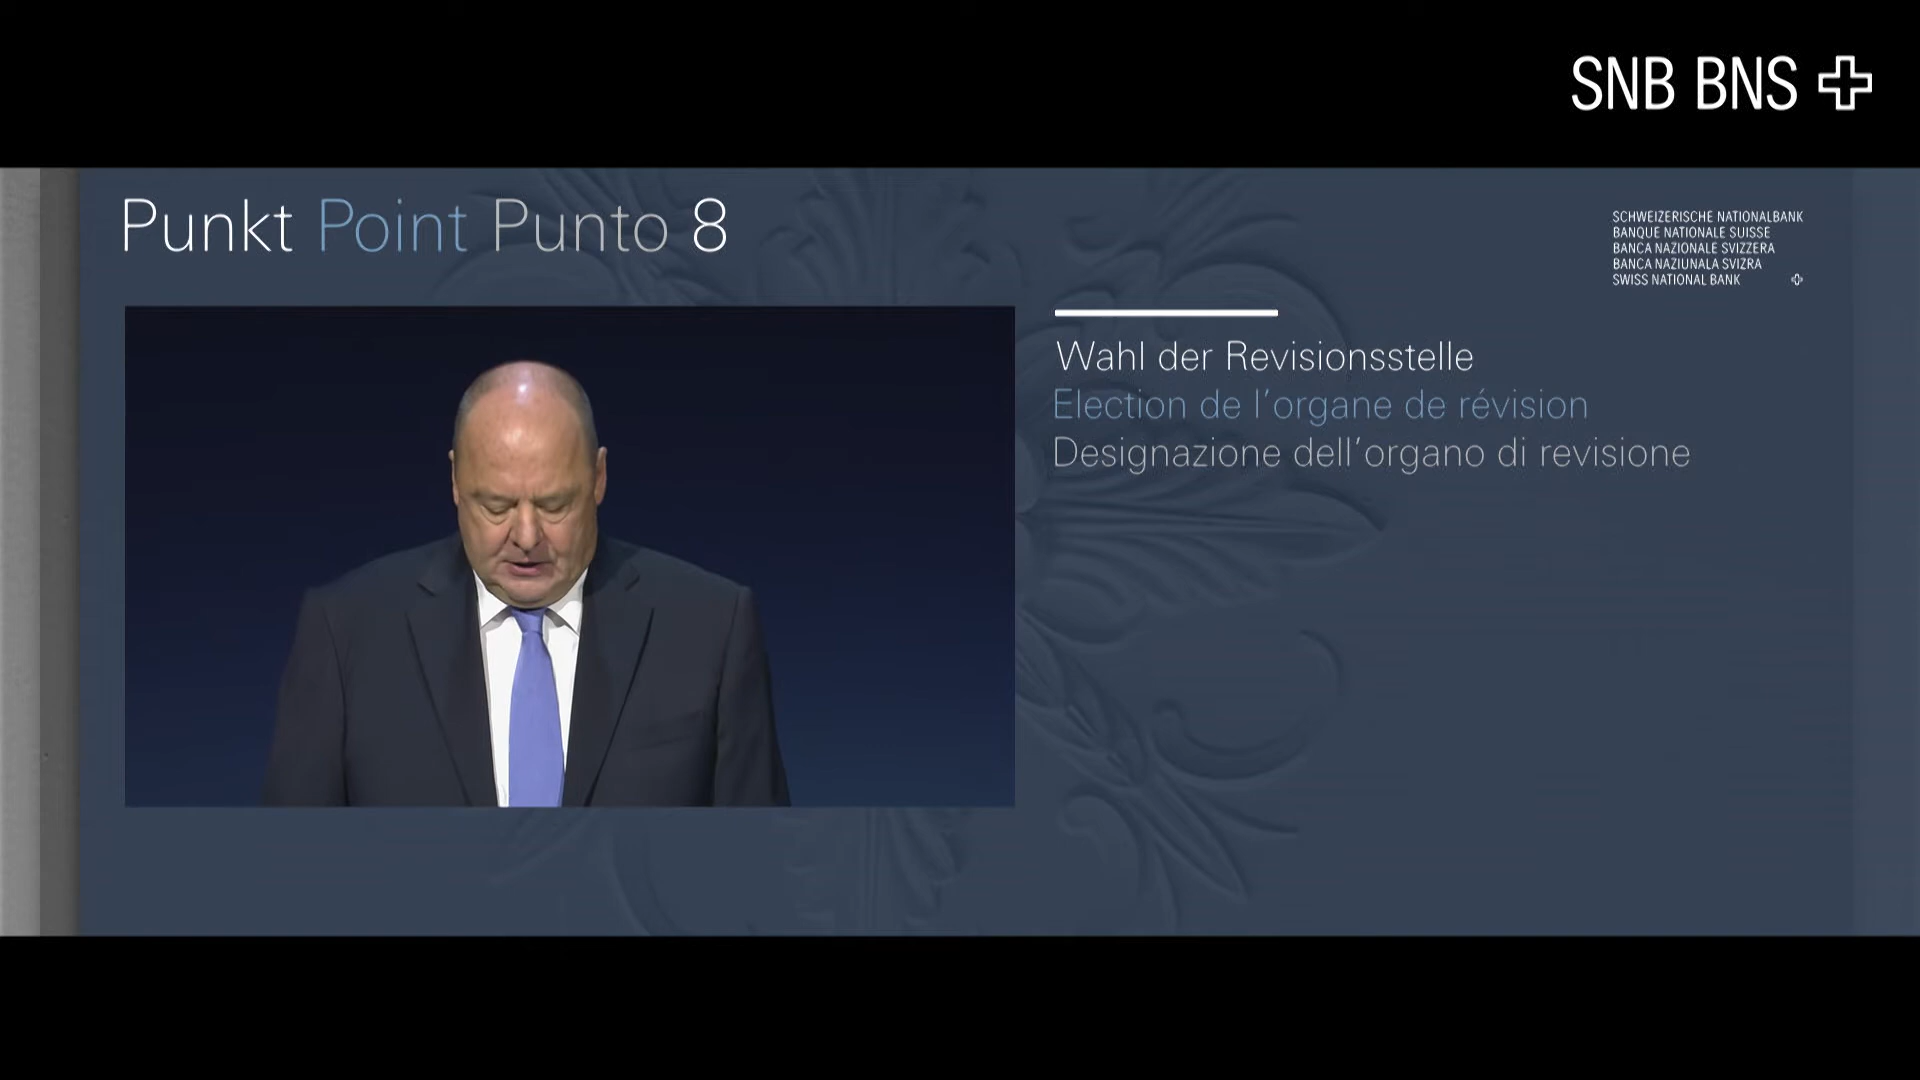 SNB BNS
Punkt Point Punto 8
SCHWEIZERISCHE NATIONALBANK
BANQUE NATIONALE SUISSE
BANCA NAZIONALE SVIZZERA
BANCA NAZIUNALA SVIZRA
SWISS NATIONAL BANK
Wahl der Revisionsstelle
Election de l'organe de révision
Designazione dell'organo di revisione